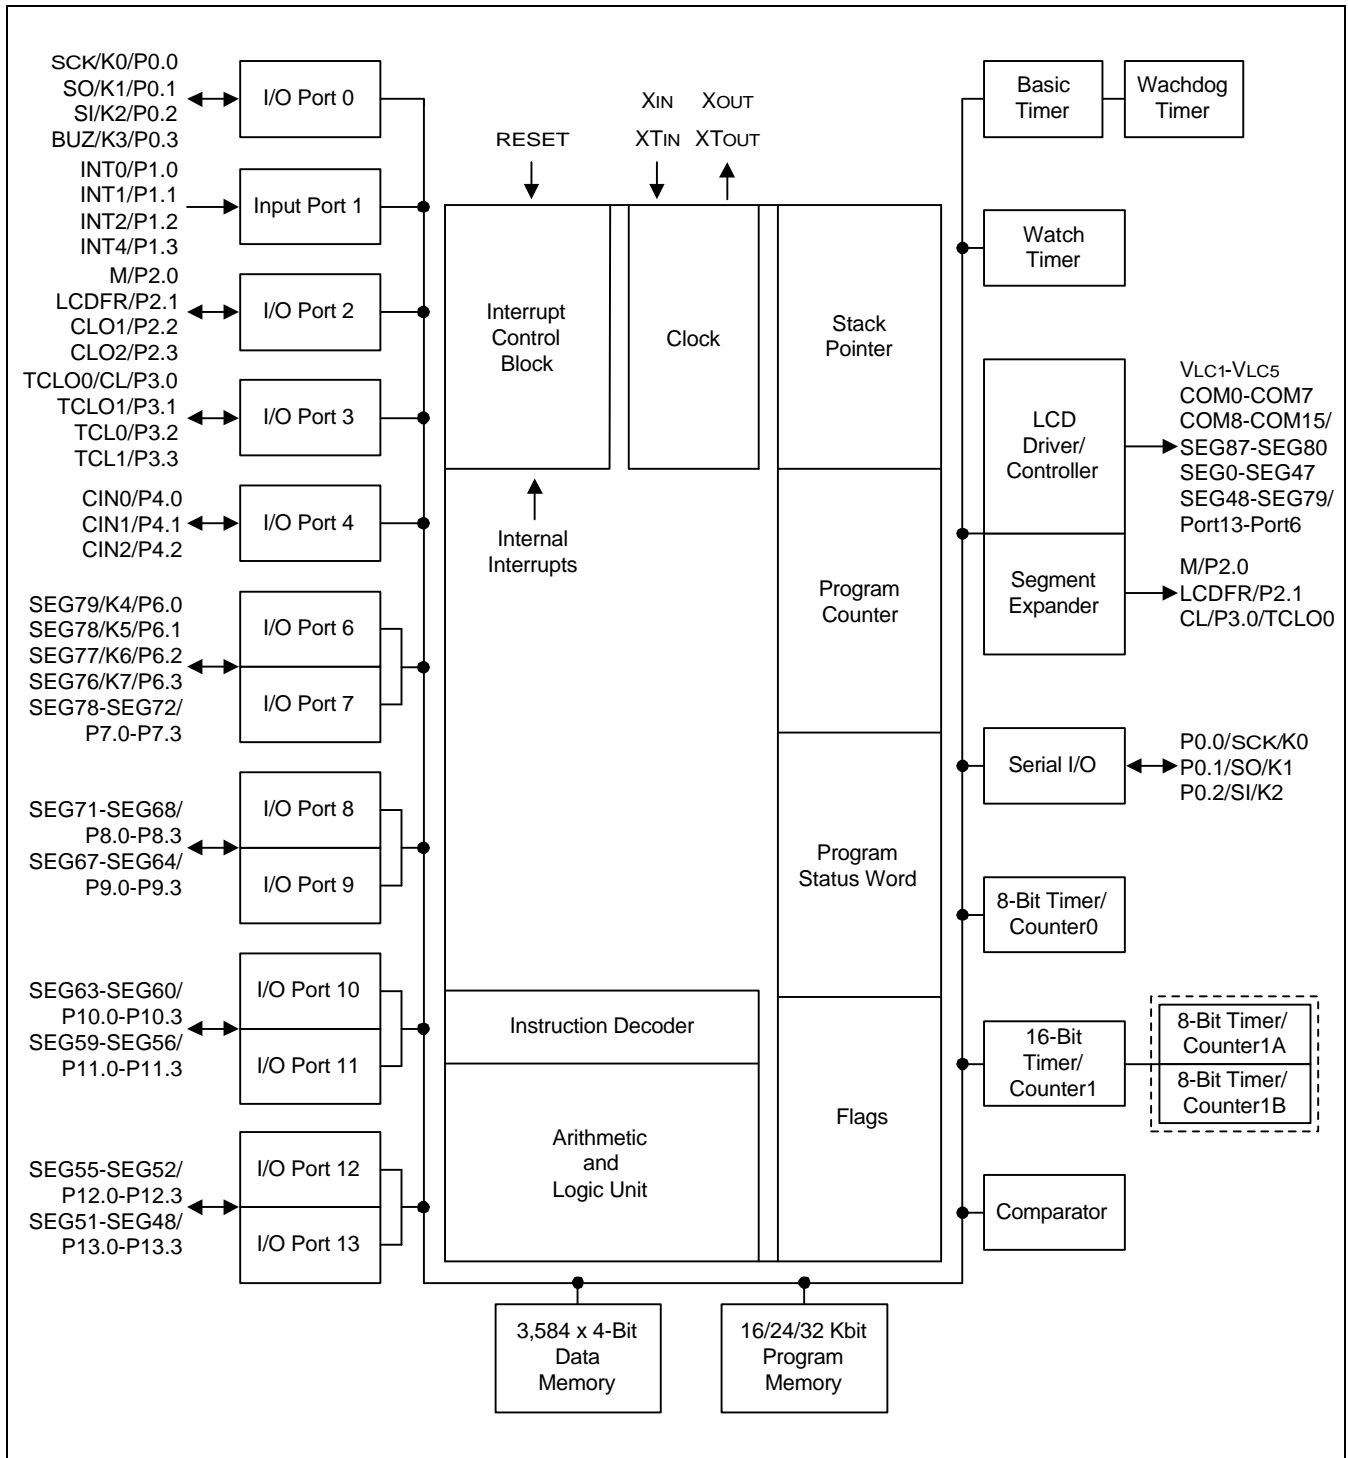 SCK/K0/P0.0
SO/K1/P0.1
SI/K2/P0.2
BUZ/K3/P0.3
I/O Port 0
INT0/P1.0
INT1/P1.1
INT2/P1.2
INT4/P1.3
Input Port 1
M/P2.0
LCDFR/P2.1
CLO1/P2.2
CLO2/P2.3
I/O Port 2
TCLO0/CL/P3.0
TCLO1/P3.1
TCL0/P3.2
TCL1/P3.3
I/O Port 3
CIN0/P4.0
CIN1/P4.1
CIN2/P4.2
I/O Port 4
SEG79/K4/P6.0
SEG78/K5/P6.1
SEG77/K6/P6.2
SEG76/K7/P6.3
SEG78-SEG72/
P7.0-P7.3
I/O Port 6
I/O Port 7
SEG71-SEG68/
P8.0-P8.3
SEG67-SEG64/
P9.0-P9.3
I/O Port 8
I/O Port 9
SEG63-SEG60/
P10.0-P10.3
SEG59-SEG56/
P11.0-P11.3
I/O Port 10
I/O Port 11
SEG55-SEG52/
P12.0-P12.3
SEG51-SEG48/
P13.0-P13.3
I/O Port 12
I/O Port 13
RESET
XIN XOUT
XTIN XTOUT
Interrupt
Control
Block
Clock
Stack
Pointer
Internal
Interrupts
Program
Counter
Program
Status Word
Instruction Decoder
Arithmetic
and
Logic Unit
Flags
3,584 x 4-Bit
Data
Memory
16/24/32 Kbit
Program
Memory
Basic
Timer
Wachdog
Timer
Watch
Timer
LCD
Driver/
Controller
VLC1-VLC5
COM0-COM7
COM8-COM15/
SEG87-SEG80
SEG0-SEG47
SEG48-SEG79/
Port13-Port6
Segment
Expander
M/P2.0
LCDFR/P2.1
CL/P3.0/TCLO0
Serial I/O
P0.0/SCK/K0
P0.1/SO/K1
P0.2/SI/K2
8-Bit Timer/
Counter0
16-Bit
Timer/
Counter1
8-Bit Timer/
Counter1A
8-Bit Timer/
Counter1B
Comparator